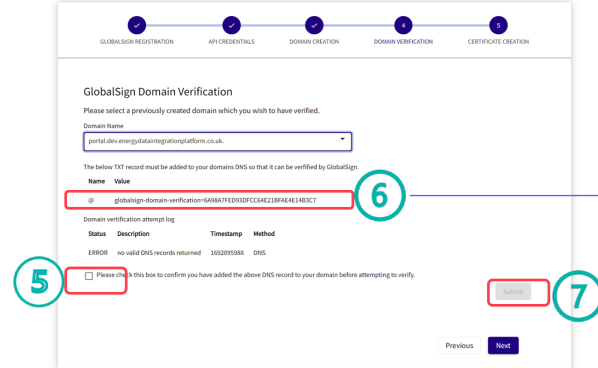 4
5
GLOBALSIGN REGISTRATION
API CREDENTIALS
DOMAIN CREATION
DOMAIN VERIFICATION
CERTIFICATE CREATION
GlobalSign Domain Verification
Please select a previously created domain which you wish to have verified.
Domain Name
portal.dev.energydataintegrationplatform.co.uk.
The below TXT record must be added to your domains DNS so that it can be verfified by GlobalSign.
Name Value
@ globalsign-domain-verification=6A98A7FED93DFCC64E21BFAE4E14B3C7
6
Domain vertification attempt log
Status Description Timestamp Method
ERROR no valid DNS records returned 1692095988 DNS
5
Please check this box to confirm you have added the above DNS record to your domain before attempting to verify.
Submit
7
Previous
Next